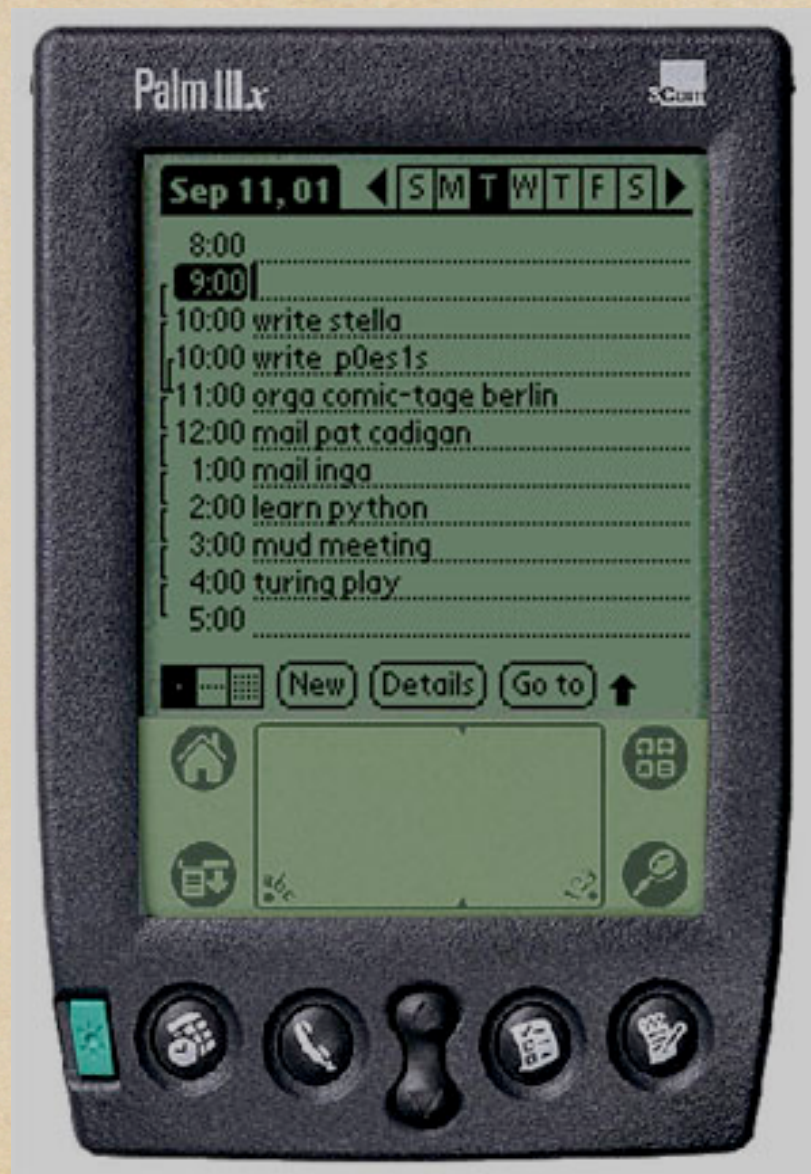 Palm IIIx
3Com
Sep 11, 01 S M T W T F S
8:00
9:00
10:00 write stella
10:00 write p0es1s
11:00 orga comic-tage berlin
12:00 mail pat cadigan
1:00 mail inga
2:00 learn python
3:00 mud meeting
4:00 turing play
5:00
New Details Go to
abc 123